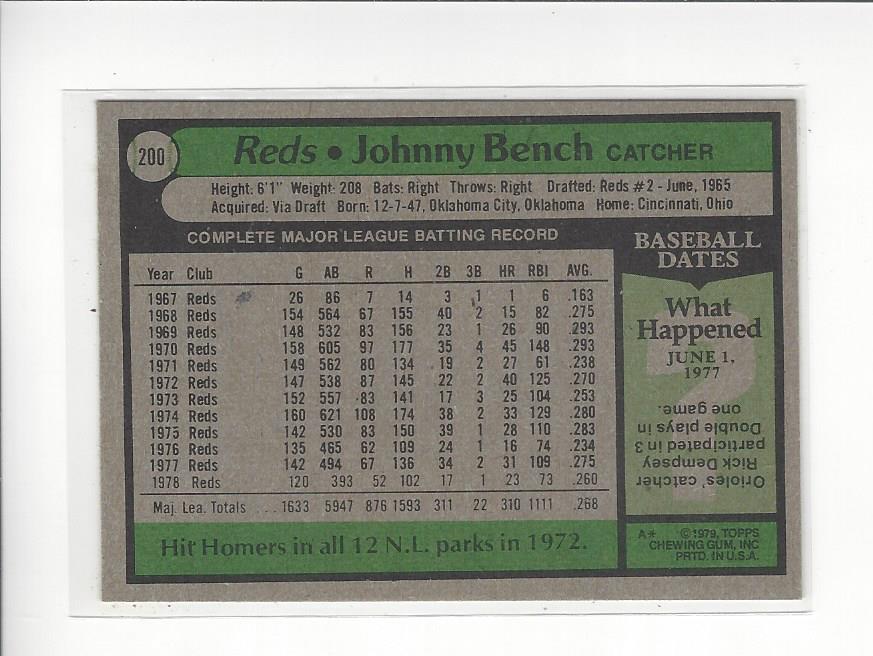 200
Reds • Johnny Bench CATCHER
Height: 6'1" Weight: 208 Bats: Right Throws: Right Drafted: Reds #2 - June, 1965
Acquired: Via Draft Born: 12-7-47, Oklahoma City, Oklahoma Home: Cincinnati, Ohio
COMPLETE MAJOR LEAGUE BATTING RECORD
Year Club G AB R H 2B 3B HR RBI AVG.
1967 Reds 26 86 7 14 3 1 1 6 .163
1968 Reds 154 564 67 155 40 2 15 82 .275
1969 Reds 148 532 83 156 23 1 26 90 .293
1970 Reds 158 605 97 177 35 4 45 148 .293
1971 Reds 149 562 80 134 19 2 27 61 .238
1972 Reds 147 538 87 145 22 2 40 125 .270
1973 Reds 152 557 83 141 17 3 25 104 .253
1974 Reds 160 621 108 174 38 2 33 129 .280
1975 Reds 142 530 83 150 39 1 28 110 .283
1976 Reds 135 465 62 109 24 1 16 74 .234
1977 Reds 142 494 67 136 34 2 31 109 .275
1978 Reds 120 393 52 102 17 1 23 73 .260
Maj. Lea. Totals ... 1633 5947 876 1593 311 22 310 1111 .268
Hit Homers in all 12 N.L. parks in 1972.
BASEBALL
DATES
What
Happened
JUNE 1,
1977
?
Orioles' catcher
Rick Dempsey
participated in 3
Double plays in
one game.
A* ©1979, TOPPS
CHEWING GUM, INC
PRTD. IN U.S.A.